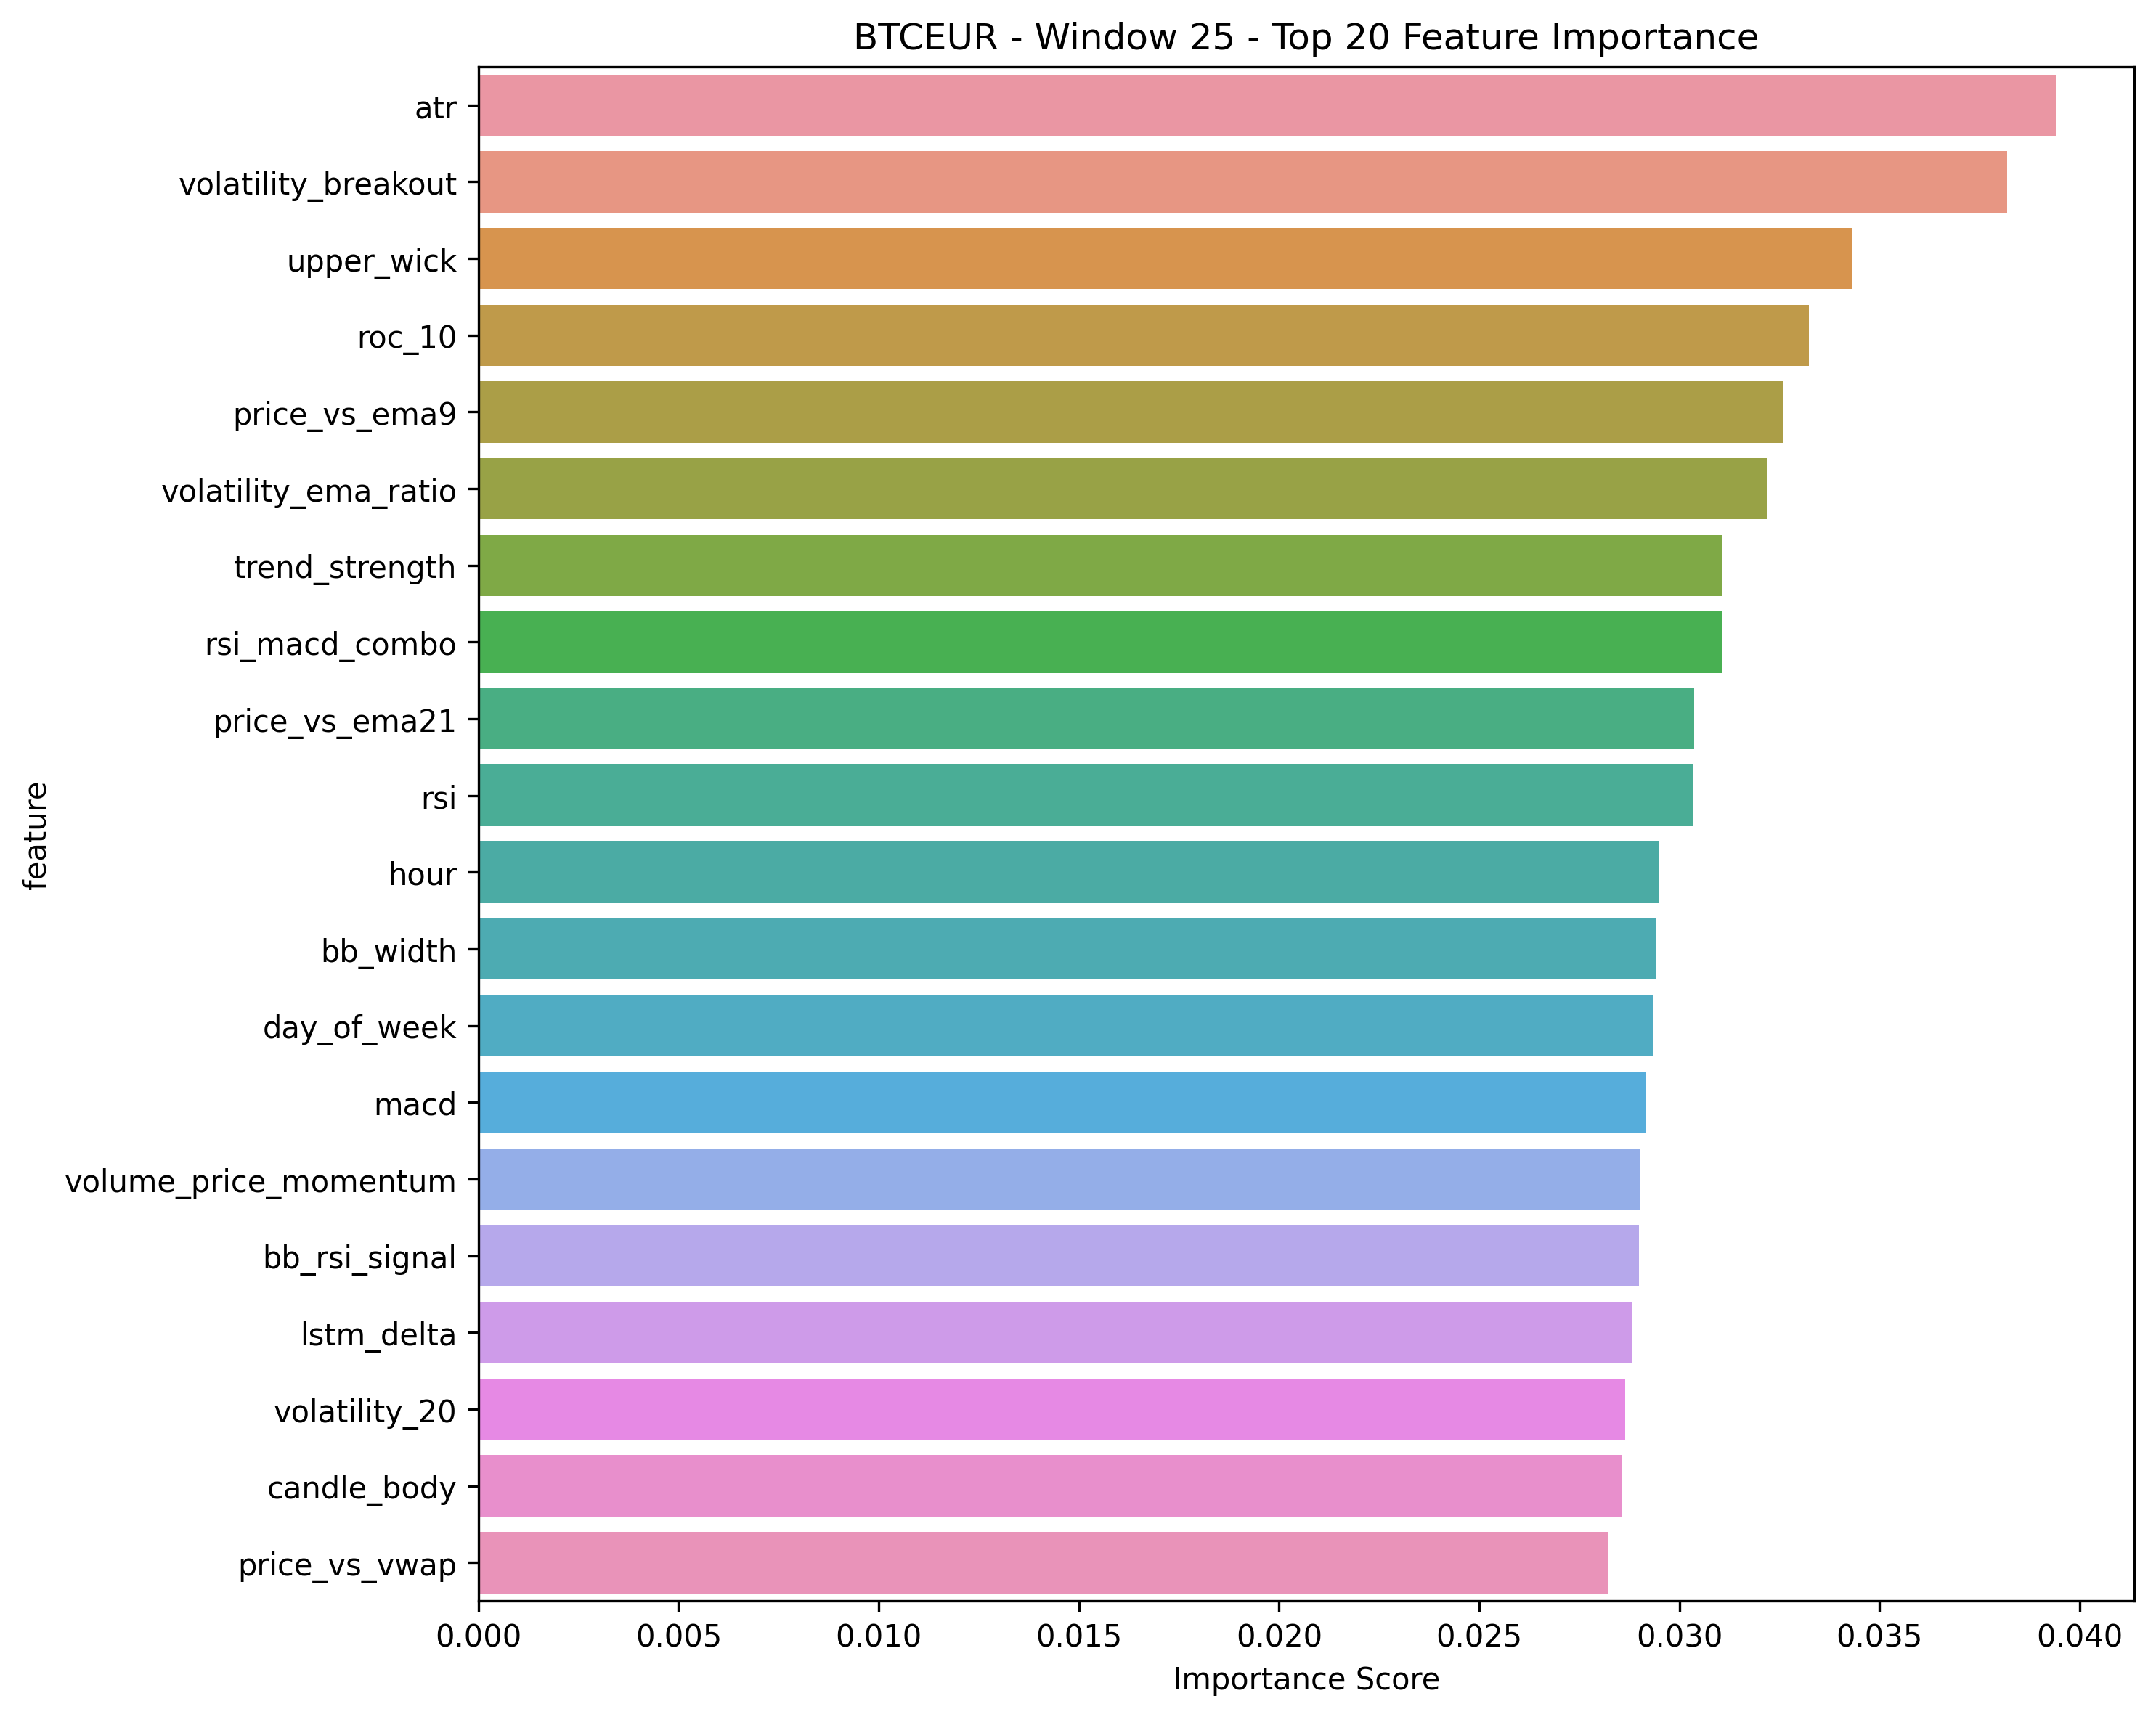 BTCEUR - Window 25 - Top 20 Feature Importance
atr
volatility_breakout
upper_wick
roc_10
price_vs_ema9
volatility_ema_ratio
trend_strength
rsi_macd_combo
price_vs_ema21
rsi
hour
bb_width
day_of_week
macd
volume_price_momentum
bb_rsi_signal
lstm_delta
volatility_20
candle_body
price_vs_vwap
feature
0.000 0.005 0.010 0.015 0.020 0.025 0.030 0.035 0.040
Importance Score